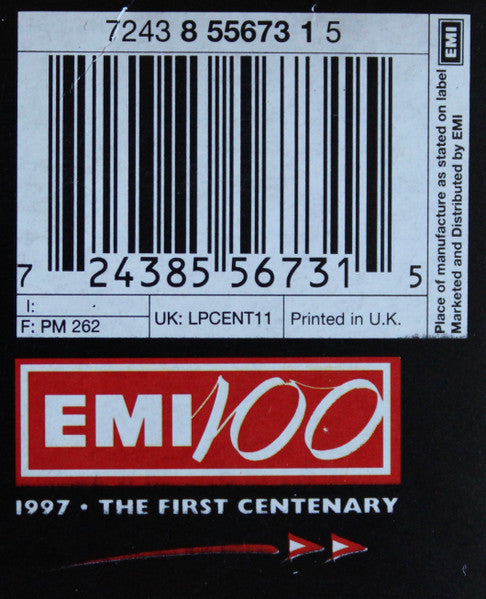 7243 8 55673 1 5
7 24385 56731 5
I:
F: PM 262
UK: LPCENT11
Printed in U.K.
EMI
Place of manufacture as stated on label
Marketed and Distributed by EMI
EMI 100
1997 • THE FIRST CENTENARY